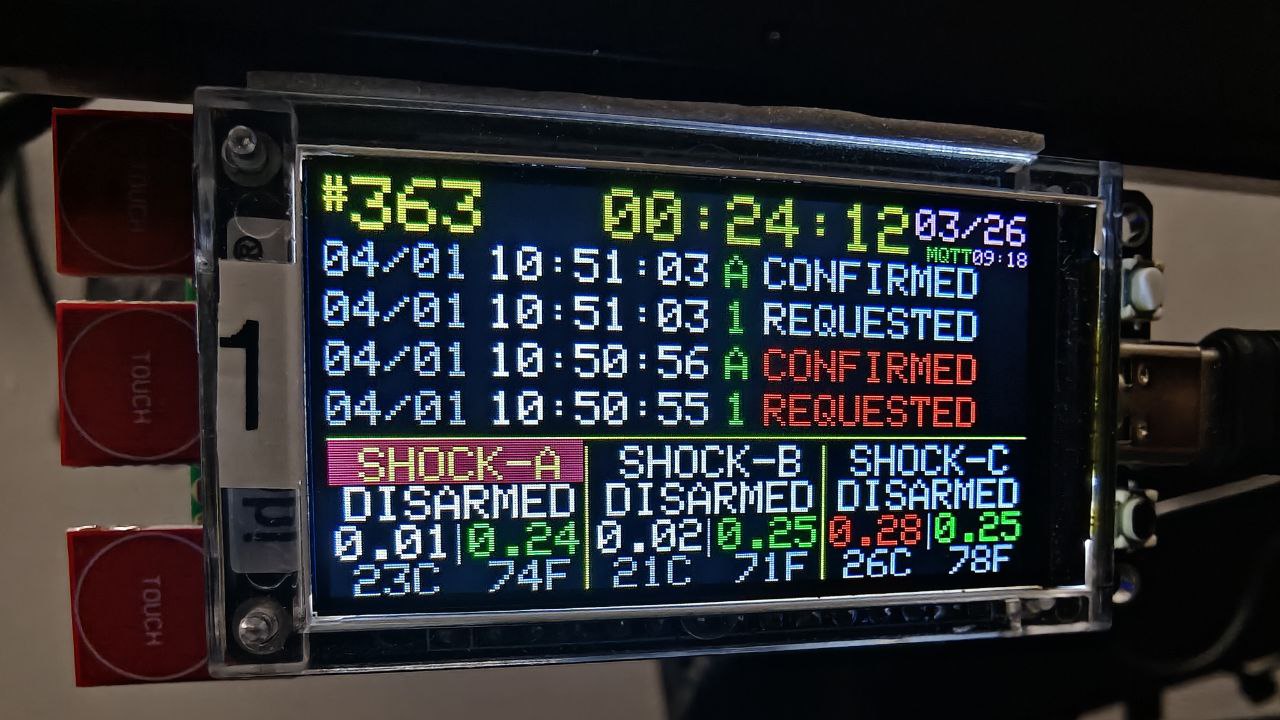 #363 00:24:12 03/26
MQTT 09:18
04/01 10:51:03 A CONFIRMED
04/01 10:51:03 1 REQUESTED
04/01 10:50:56 A CONFIRMED
04/01 10:50:55 1 REQUESTED
SHOCK-A SHOCK-B SHOCK-C
DISARMED DISARMED DISARMED
0.01|0.24 0.02|0.25 0.28|0.25
23C 74F 21C 71F 26C 78F
1
TOUCH
TOUCH
TOUCH